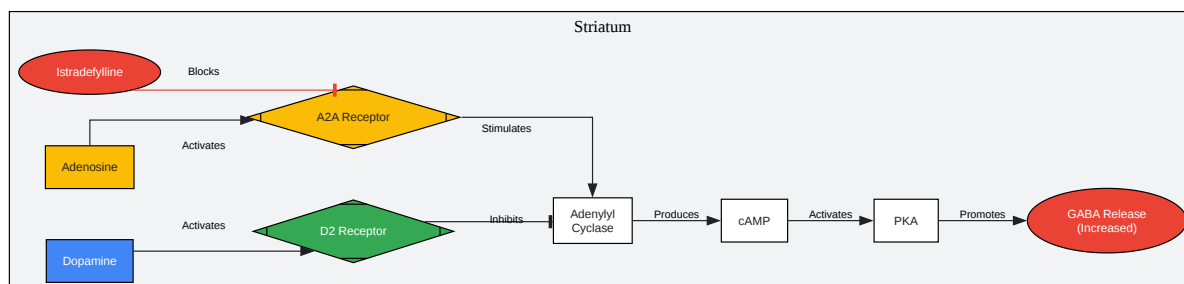 Striatum
Istradefylline
Blocks
A2A Receptor
Stimulates
Activates
Adenosine
Activates
D2 Receptor
Inhibits
Adenylyl
Cyclase
Produces
cAMP
Activates
PKA
Promotes
GABA Release
(Increased)
Dopamine